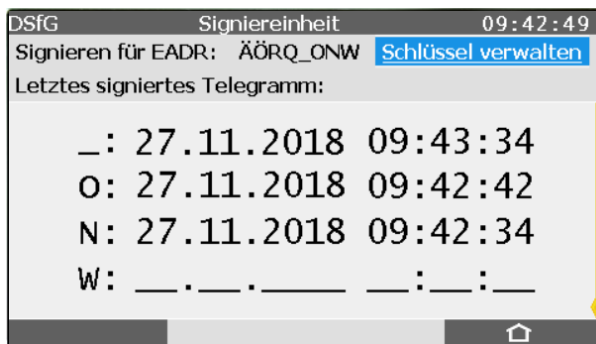 DSfG Signiereinheit 09:42:49
Signieren für EADR: ÄÖRQ_ONW Schlüssel verwalten
Letztes signiertes Telegramm:
_: 27.11.2018 09:43:34
O: 27.11.2018 09:42:42
N: 27.11.2018 09:42:34
W: __.__.____ __:__:__